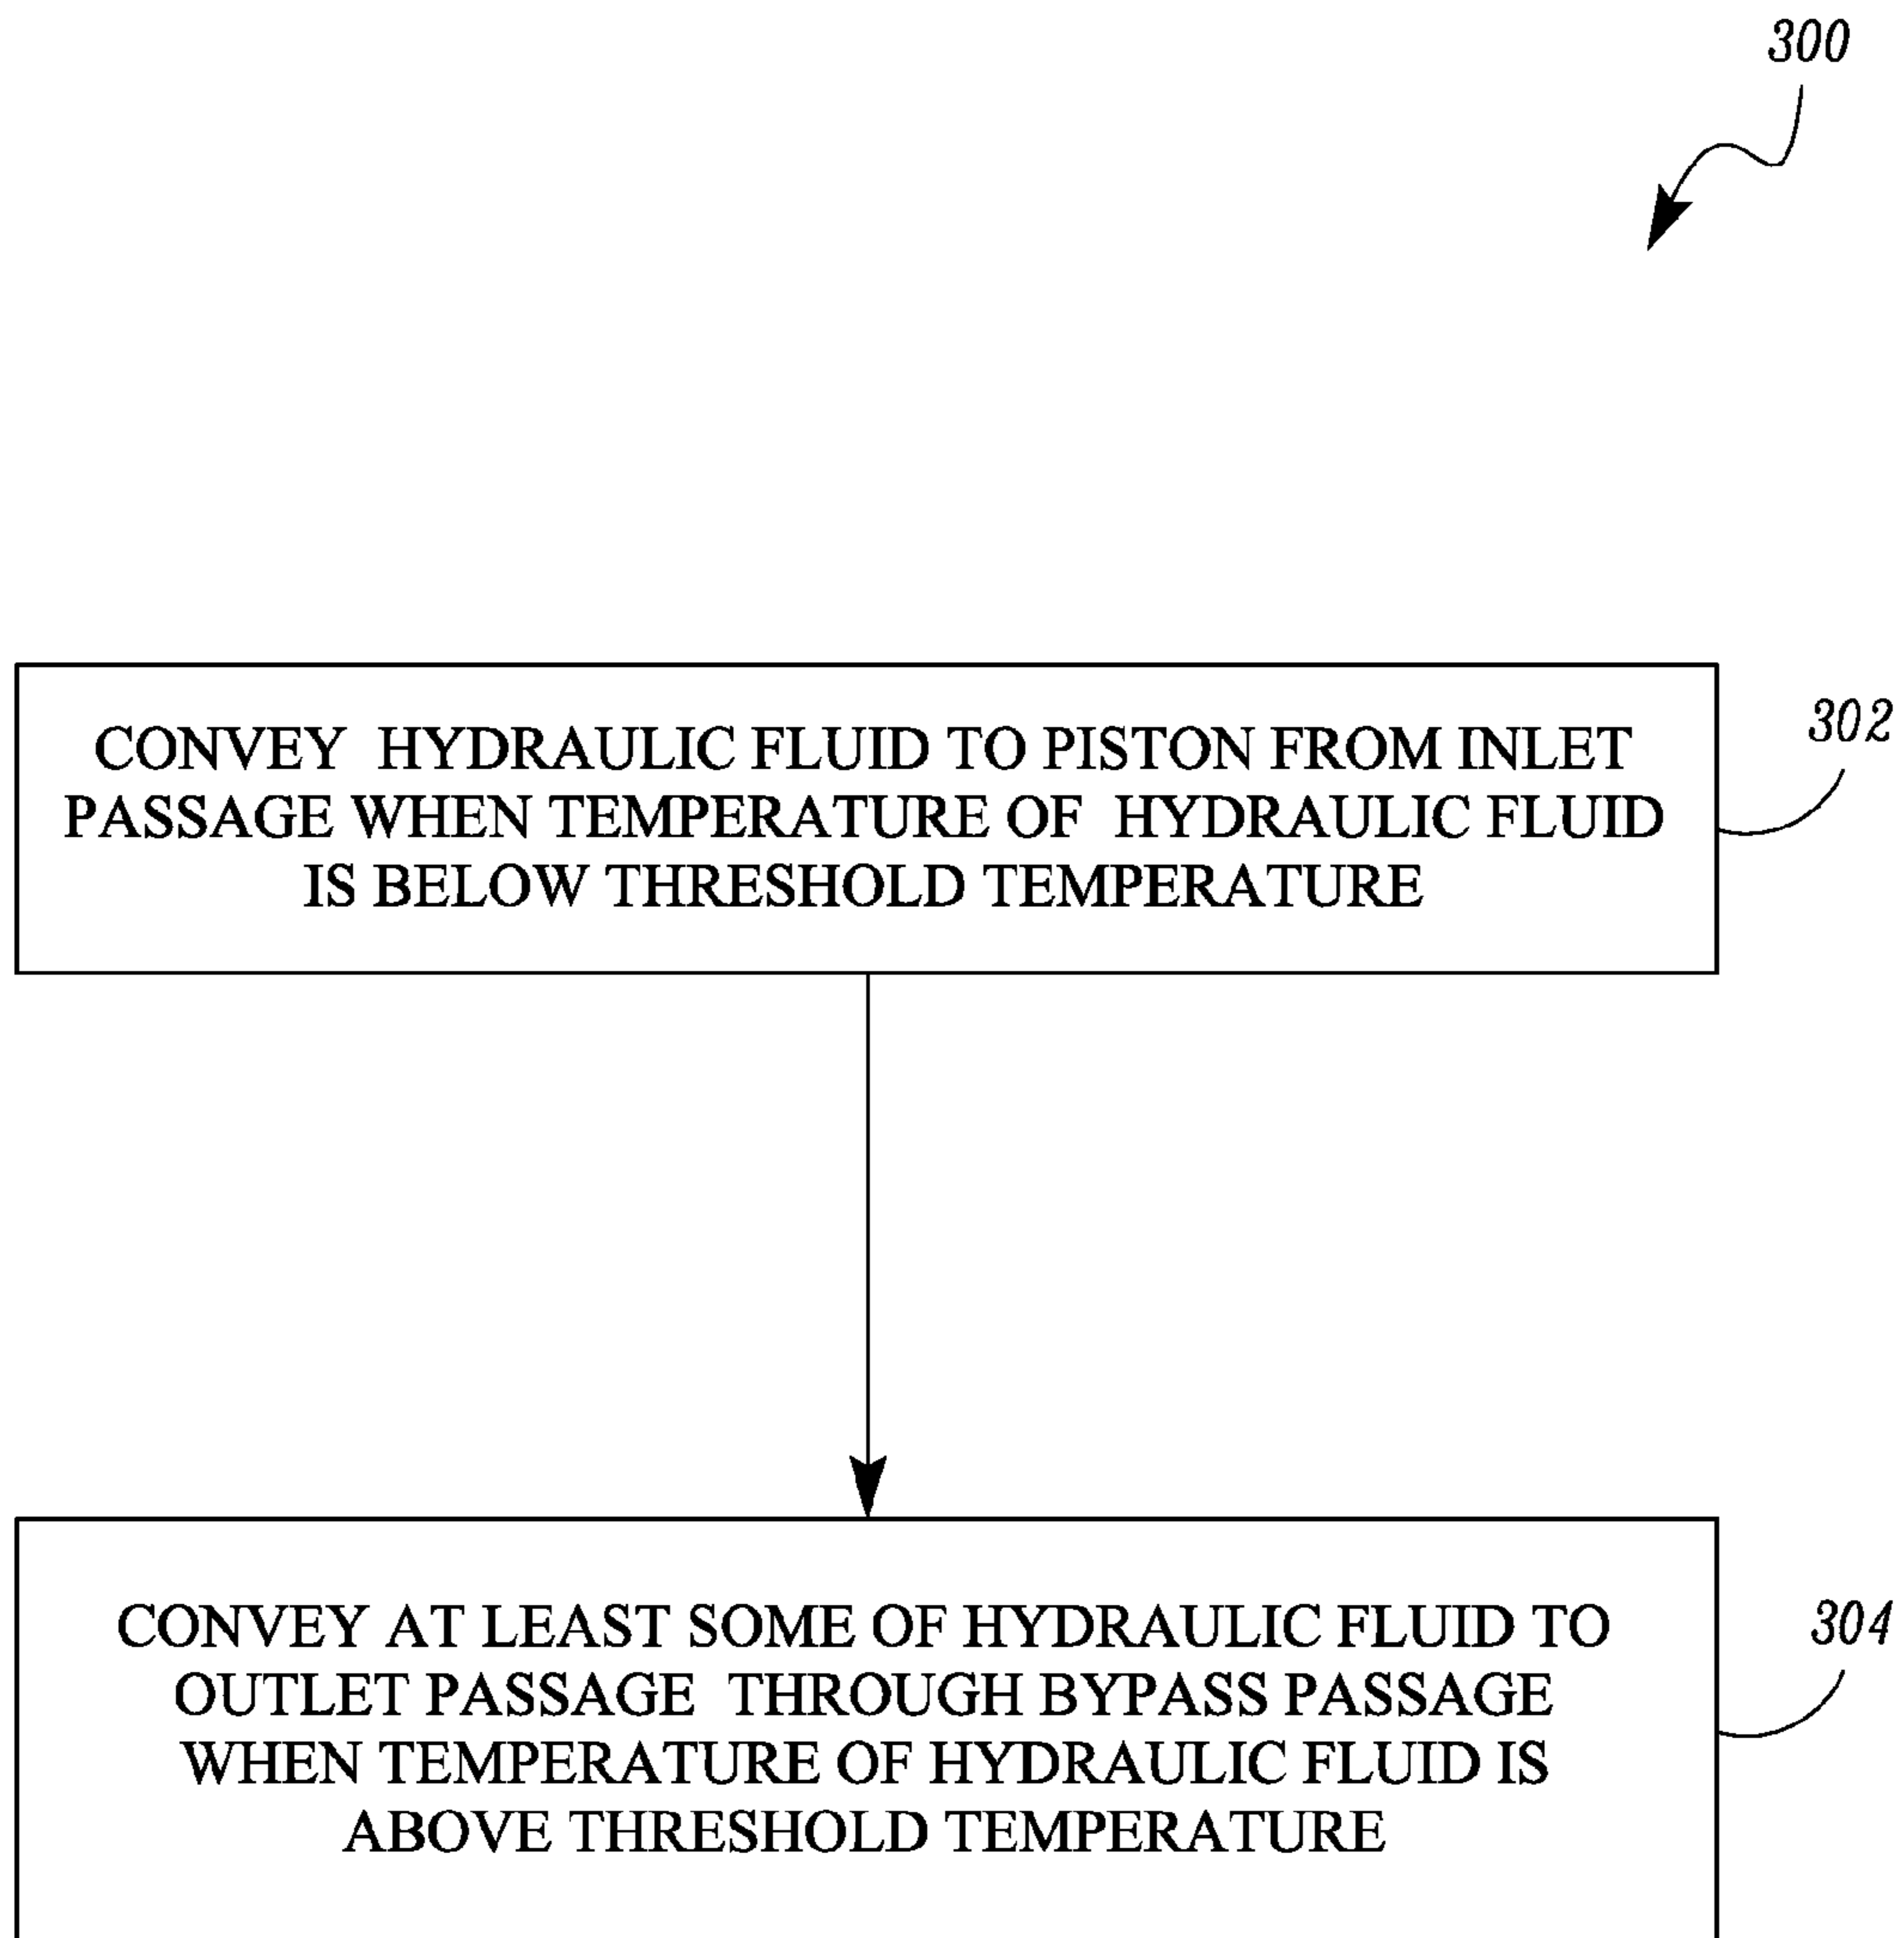 300
CONVEY HYDRAULIC FLUID TO PISTON FROM INLET
PASSAGE WHEN TEMPERATURE OF HYDRAULIC FLUID
IS BELOW THRESHOLD TEMPERATURE
302
CONVEY AT LEAST SOME OF HYDRAULIC FLUID TO
OUTLET PASSAGE THROUGH BYPASS PASSAGE
WHEN TEMPERATURE OF HYDRAULIC FLUID IS
ABOVE THRESHOLD TEMPERATURE
304